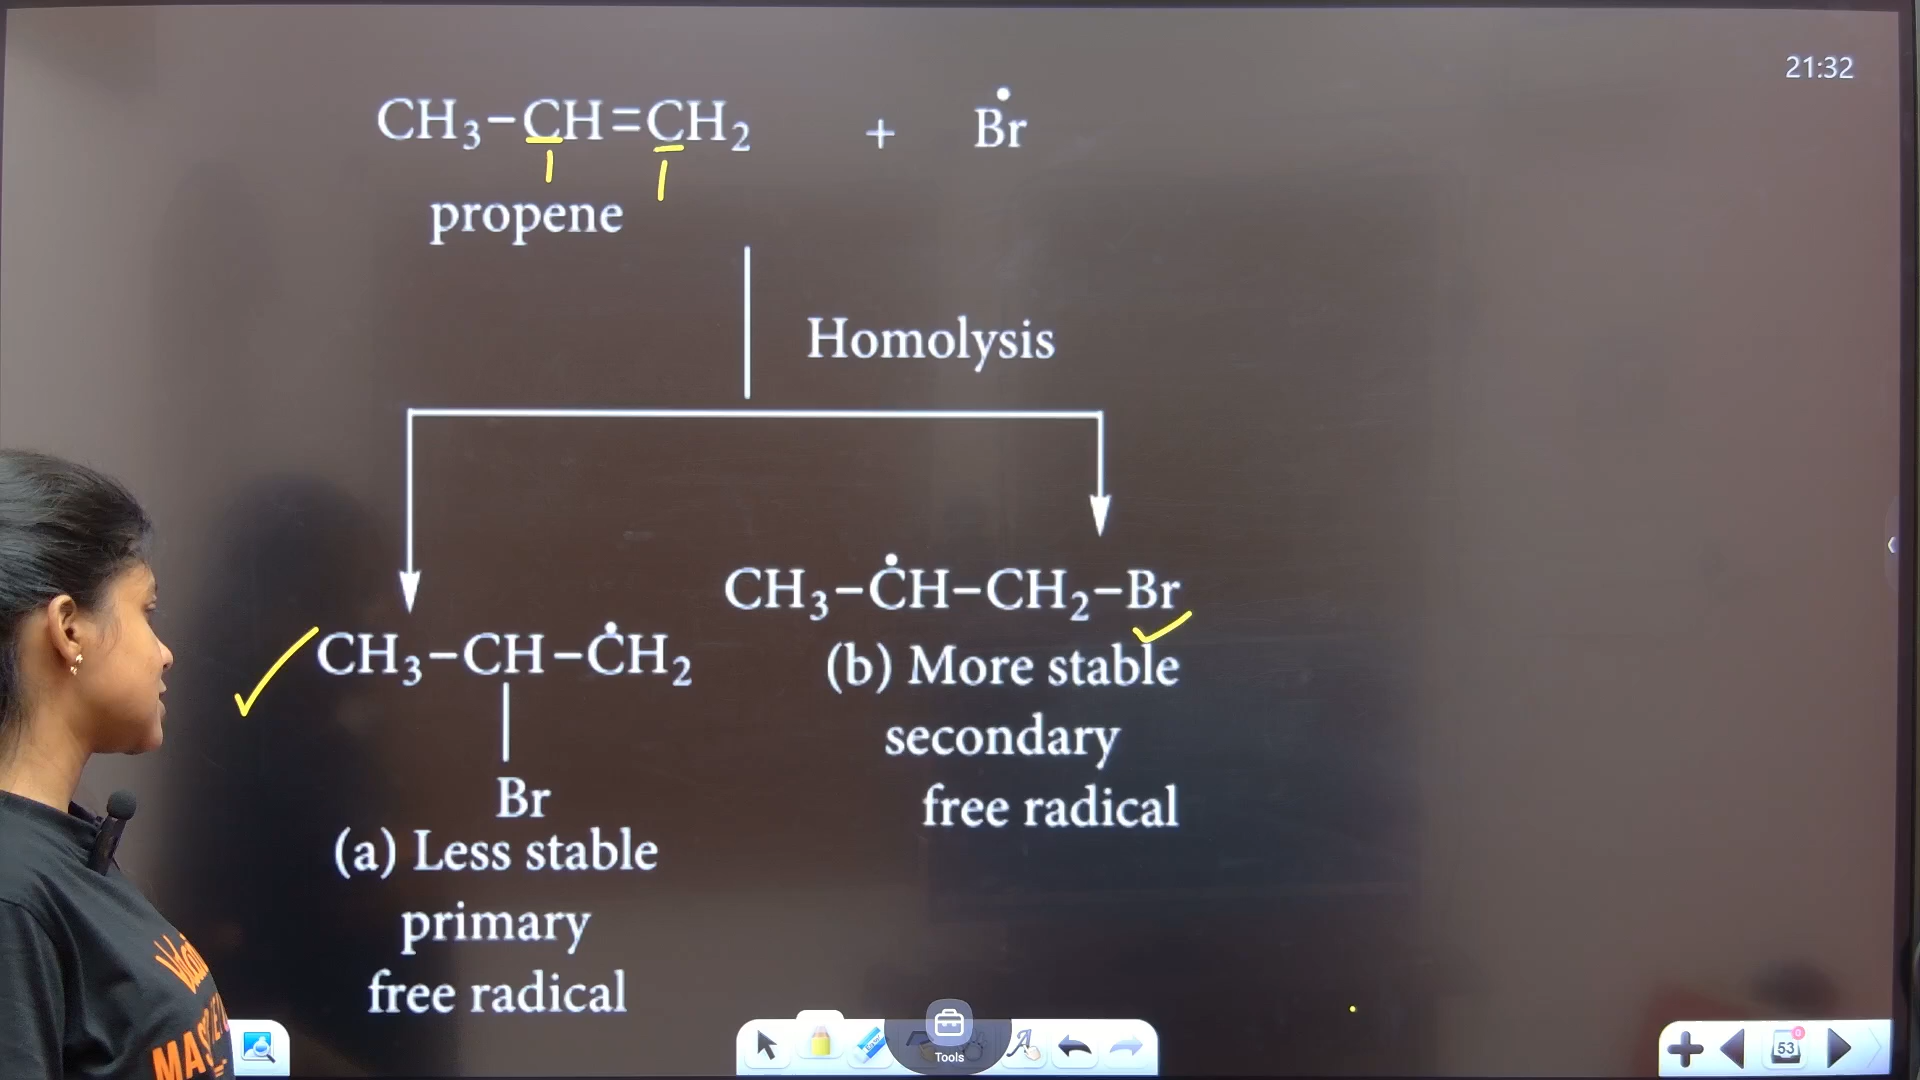 21:32
CH₃–CH=CH₂ + Ḃr
propene
Homolysis
CH₃–ĊH–CH₂–Br
(b) More stable
secondary
free radical
CH₃–CH–ĊH₂
Br
(a) Less stable
primary
free radical
Tools
53